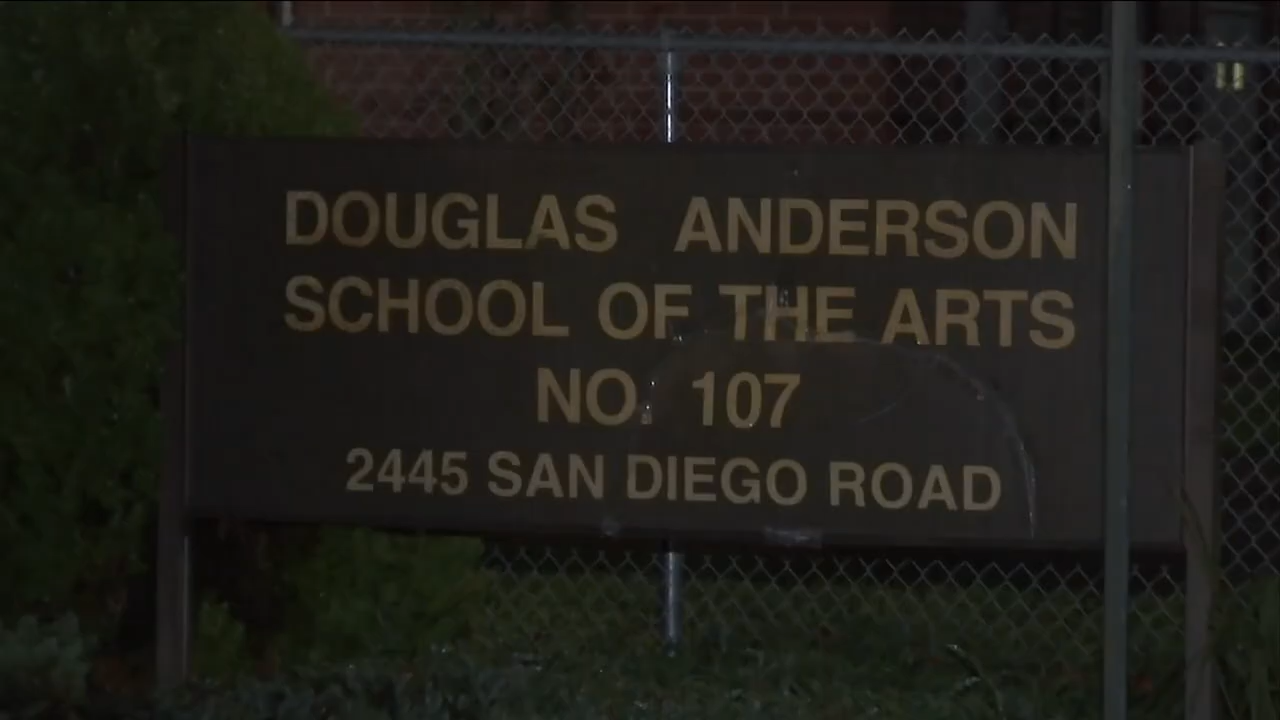 DOUGLAS ANDERSON
SCHOOL OF THE ARTS
NO. 107
2445 SAN DIEGO ROAD